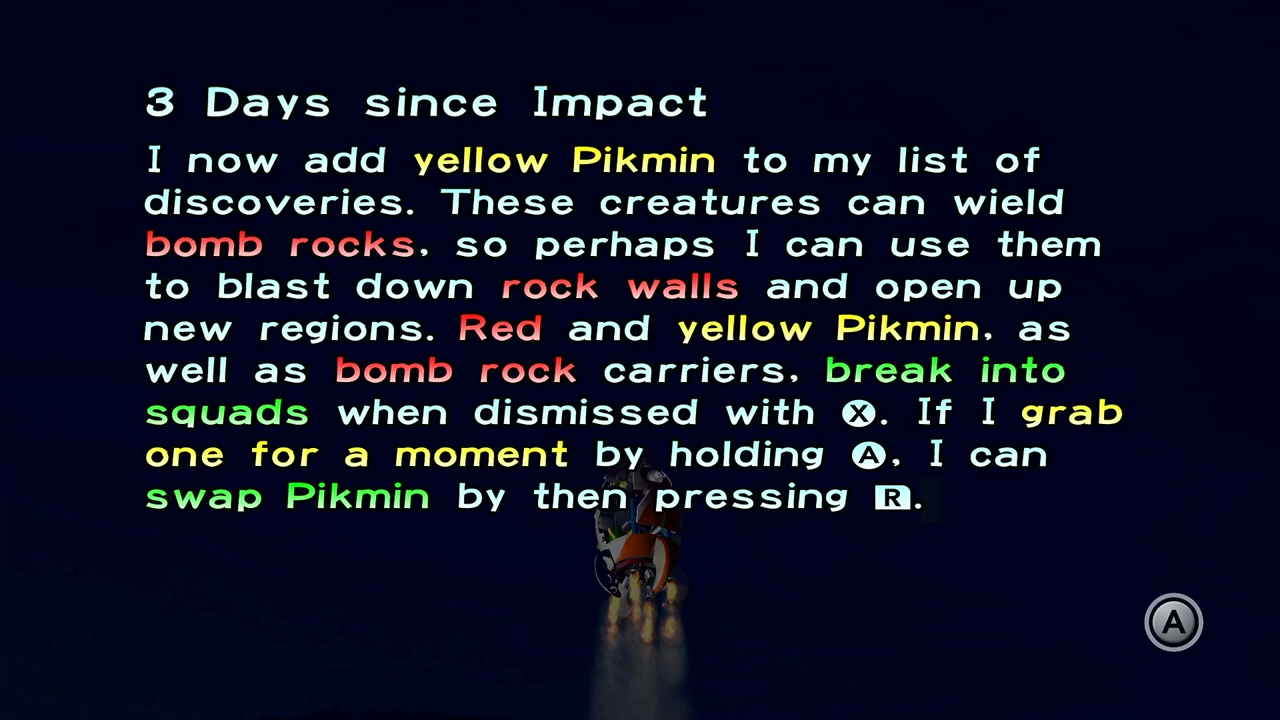 3 Days since Impact
I now add yellow Pikmin to my list of
discoveries. These creatures can wield
bomb rocks, so perhaps I can use them
to blast down rock walls and open up
new regions. Red and yellow Pikmin, as
well as bomb rock carriers, break into
squads when dismissed with X. If I grab
one for a moment by holding A, I can
swap Pikmin by then pressing R.
A